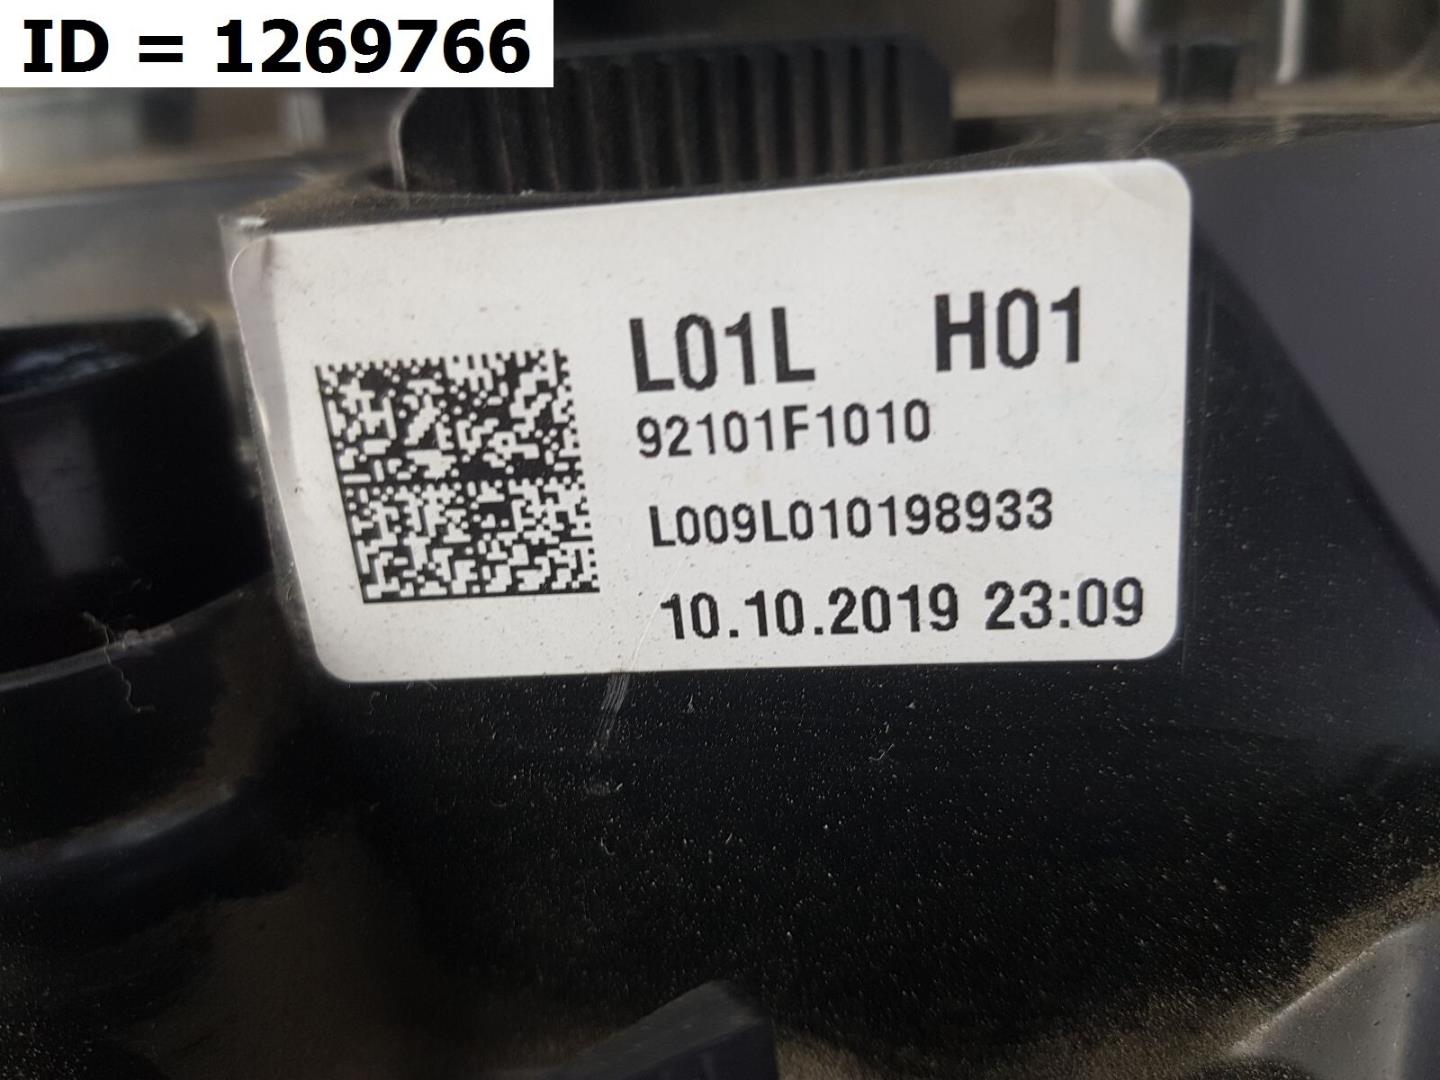 ID = 1269766
L01L H01
92101F1010
L009L010198933
10.10.2019 23:09